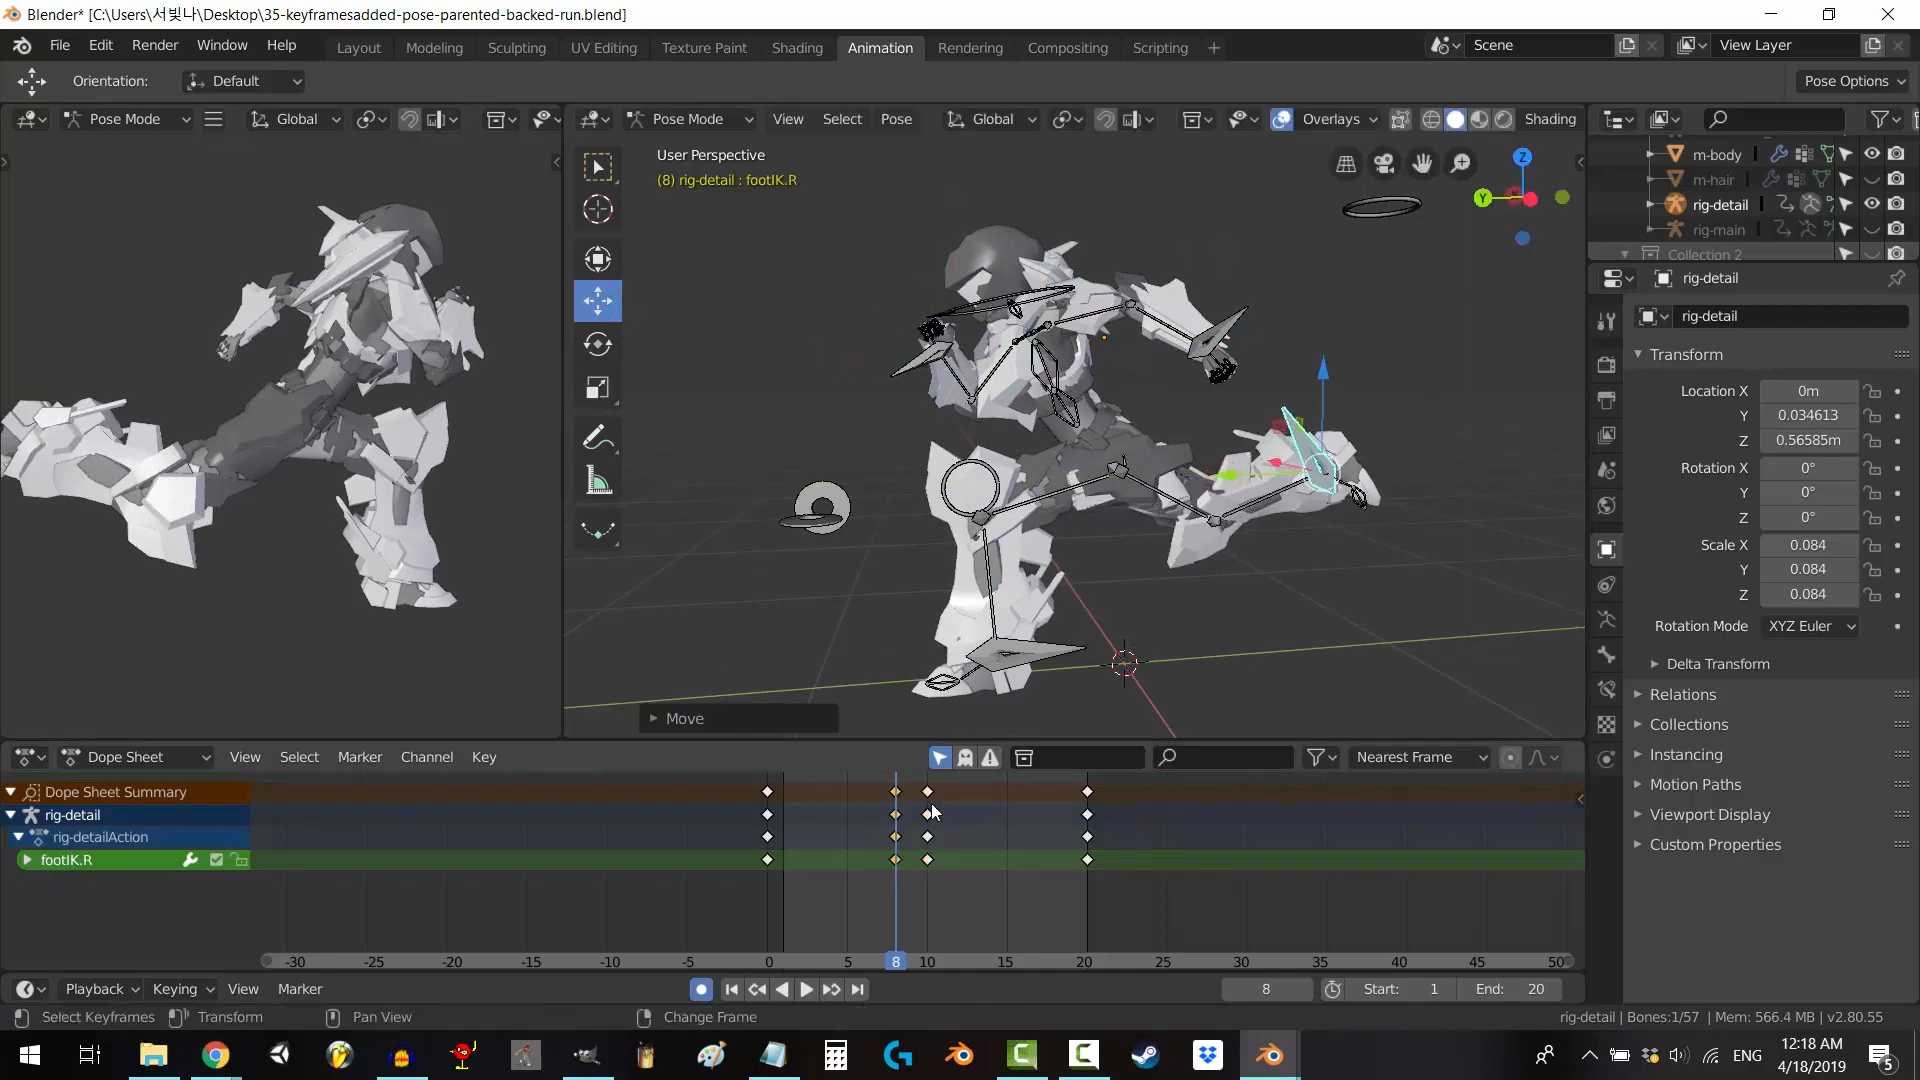 Blender* [C:\Users\서빛나\Desktop\35-keyframesadded-pose-parented-backed-run.blend]
File Edit Render Window Help Layout Modeling Sculpting UV Editing Texture Paint Shading Animation Rendering Compositing Scripting + Scene View Layer
Orientation: Default Pose Options
Pose Mode Global Pose Mode View Select Pose Global Overlays Shading
User Perspective
(8) rig-detail : footIK.R
Z
Y
m-body
m-hair
rig-detail
rig-main
Collection 2
rig-detail
rig-detail
Transform
Location X 0m
Y 0.034613
Z 0.56585m
Rotation X 0°
Y 0°
Z 0°
Scale X 0.084
Y 0.084
Z 0.084
Rotation Mode XYZ Euler
Delta Transform
Relations
Collections
Instancing
Motion Paths
Viewport Display
Custom Properties
Move
Dope Sheet View Select Marker Channel Key Nearest Frame
Dope Sheet Summary
rig-detail
rig-detailAction
footIK.R
-30 -25 -20 -15 -10 -5 0 5 8 10 15 20 25 30 35 40 45 50
Playback Keying View Marker 8 Start: 1 End: 20
Select Keyframes Transform Pan View Change Frame rig-detail | Bones:1/57 | Mem: 566.4 MB | v2.80.55
ENG 12:18 AM
4/18/2019
5